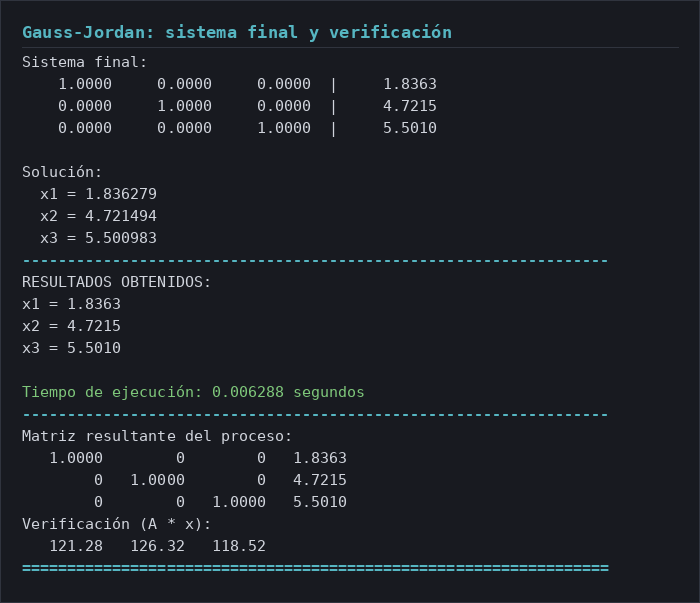 Gauss-Jordan: sistema final y verificación
Sistema final:
    1.0000     0.0000     0.0000  |     1.8363
    0.0000     1.0000     0.0000  |     4.7215
    0.0000     0.0000     1.0000  |     5.5010
Solución:
  x1 = 1.836279
  x2 = 4.721494
  x3 = 5.500983
-----------------------------------------------------------------
RESULTADOS OBTENIDOS:
x1 = 1.8363
x2 = 4.7215
x3 = 5.5010
Tiempo de ejecución: 0.006288 segundos
-----------------------------------------------------------------
Matriz resultante del proceso:
   1.0000        0        0   1.8363
        0   1.0000        0   4.7215
        0        0   1.0000   5.5010
Verificación (A * x):
   121.28   126.32   118.52
=================================================================